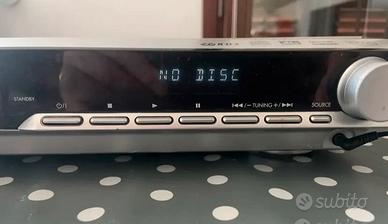 NO DISC
STANDBY
TUNING
SOURCE
subito